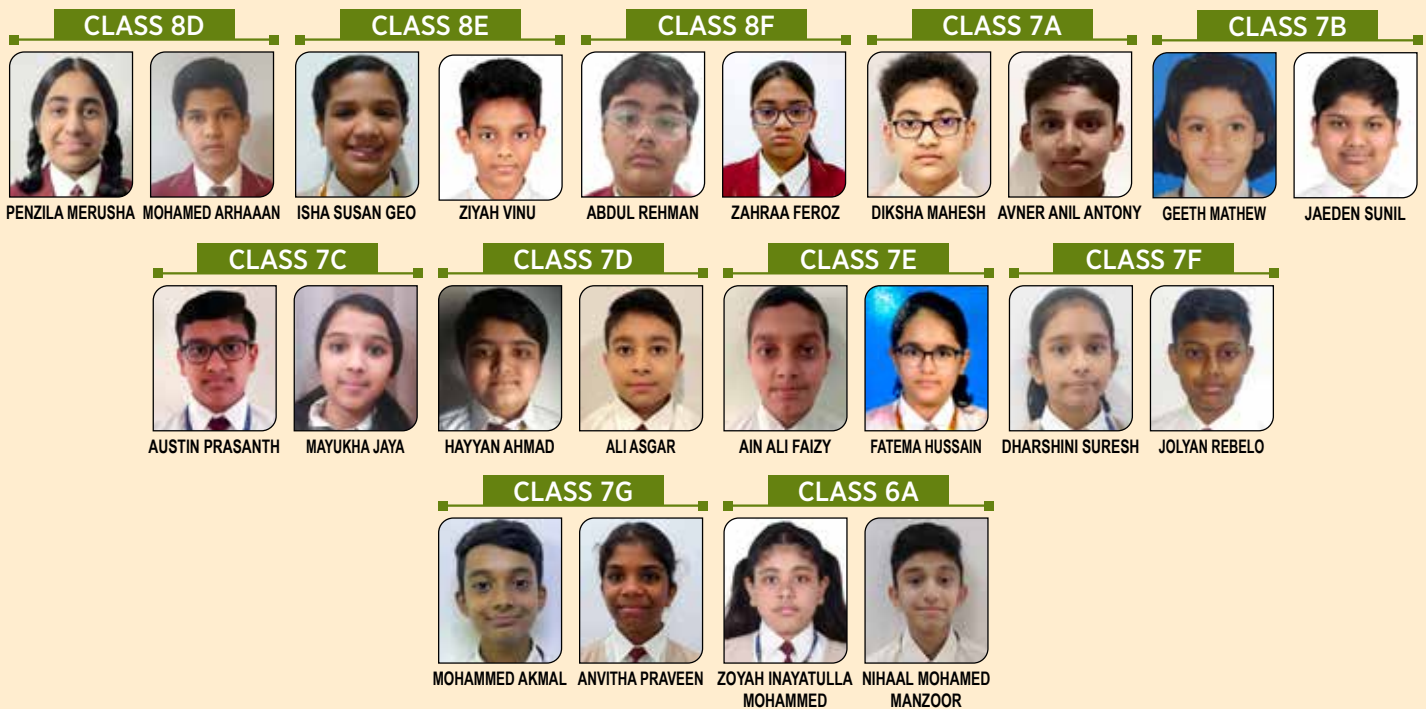 CLASS 8D CLASS 8E CLASS 8F CLASS 7A CLASS 7B
PENZILA MERUSHA MOHAMED ARHAAAN ISHA SUSAN GEO ZIYAH VINU ABDUL REHMAN ZAHRAA FEROZ DIKSHA MAHESH AVNER ANIL ANTONY GEETH MATHEW JAEDEN SUNIL
CLASS 7C CLASS 7D CLASS 7E CLASS 7F
AUSTIN PRASANTH MAYUKHA JAYA HAYYAN AHMAD ALI ASGAR AIN ALI FAIZY FATEMA HUSSAIN DHARSHINI SURESH JOLYAN REBELO
CLASS 7G CLASS 6A
MOHAMMED AKMAL ANVITHA PRAVEEN ZOYAH INAYATULLA NIHAAL MOHAMED
MOHAMMED MANZOOR